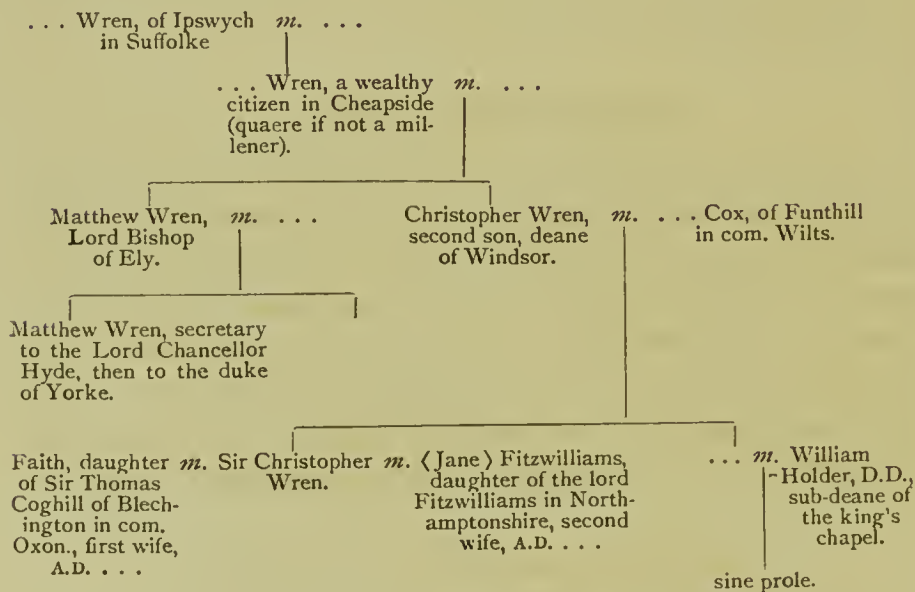 . . . Wren, of Ipswych m. . . .
in Suffolke
. . . Wren, a wealthy m. . . .
citizen in Cheapside
(quaere if not a mil-
lener).
Matthew Wren, m. . . .
Lord Bishop
of Ely.
Christopher Wren, m. . . . Cox, of Funthill
second son, deane in com. Wilts.
of Windsor.
Matthew Wren, secretary
to the Lord Chancellor
Hyde, then to the duke
of Yorke.
Faith, daughter m. Sir Christopher m. ⟨Jane⟩ Fitzwilliams,
of Sir Thomas Wren. daughter of the lord
Coghill of Blech- Fitzwilliams in North-
ington in com. amptonshire, second
Oxon., first wife, wife, A.D. . . .
A.D. . . .
. . . m. William
Holder, D.D.,
sub-deane of
the king's
chapel.
sine prole.